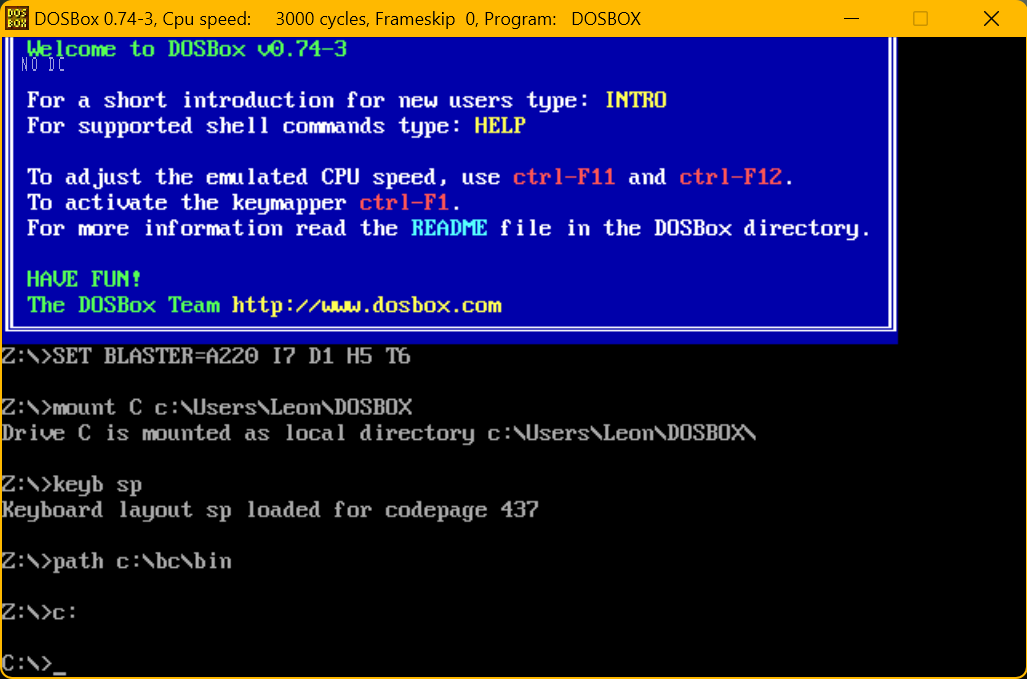 DOS BOX DOSBox 0.74-3, Cpu speed: 3000 cycles, Frameskip 0, Program: DOSBOX
Welcome to DOSBox v0.74-3
NO DC
For a short introduction for new users type: INTRO
For supported shell commands type: HELP
To adjust the emulated CPU speed, use ctrl-F11 and ctrl-F12.
To activate the keymapper ctrl-F1.
For more information read the README file in the DOSBox directory.
HAVE FUN!
The DOSBox Team http://www.dosbox.com
Z:\>SET BLASTER=A220 I7 D1 H5 T6
Z:\>mount C c:\Users\Leon\DOSBOX
Drive C is mounted as local directory c:\Users\Leon\DOSBOX\
Z:\>keyb sp
Keyboard layout sp loaded for codepage 437
Z:\>path c:\bc\bin
Z:\>c:
C:\>_